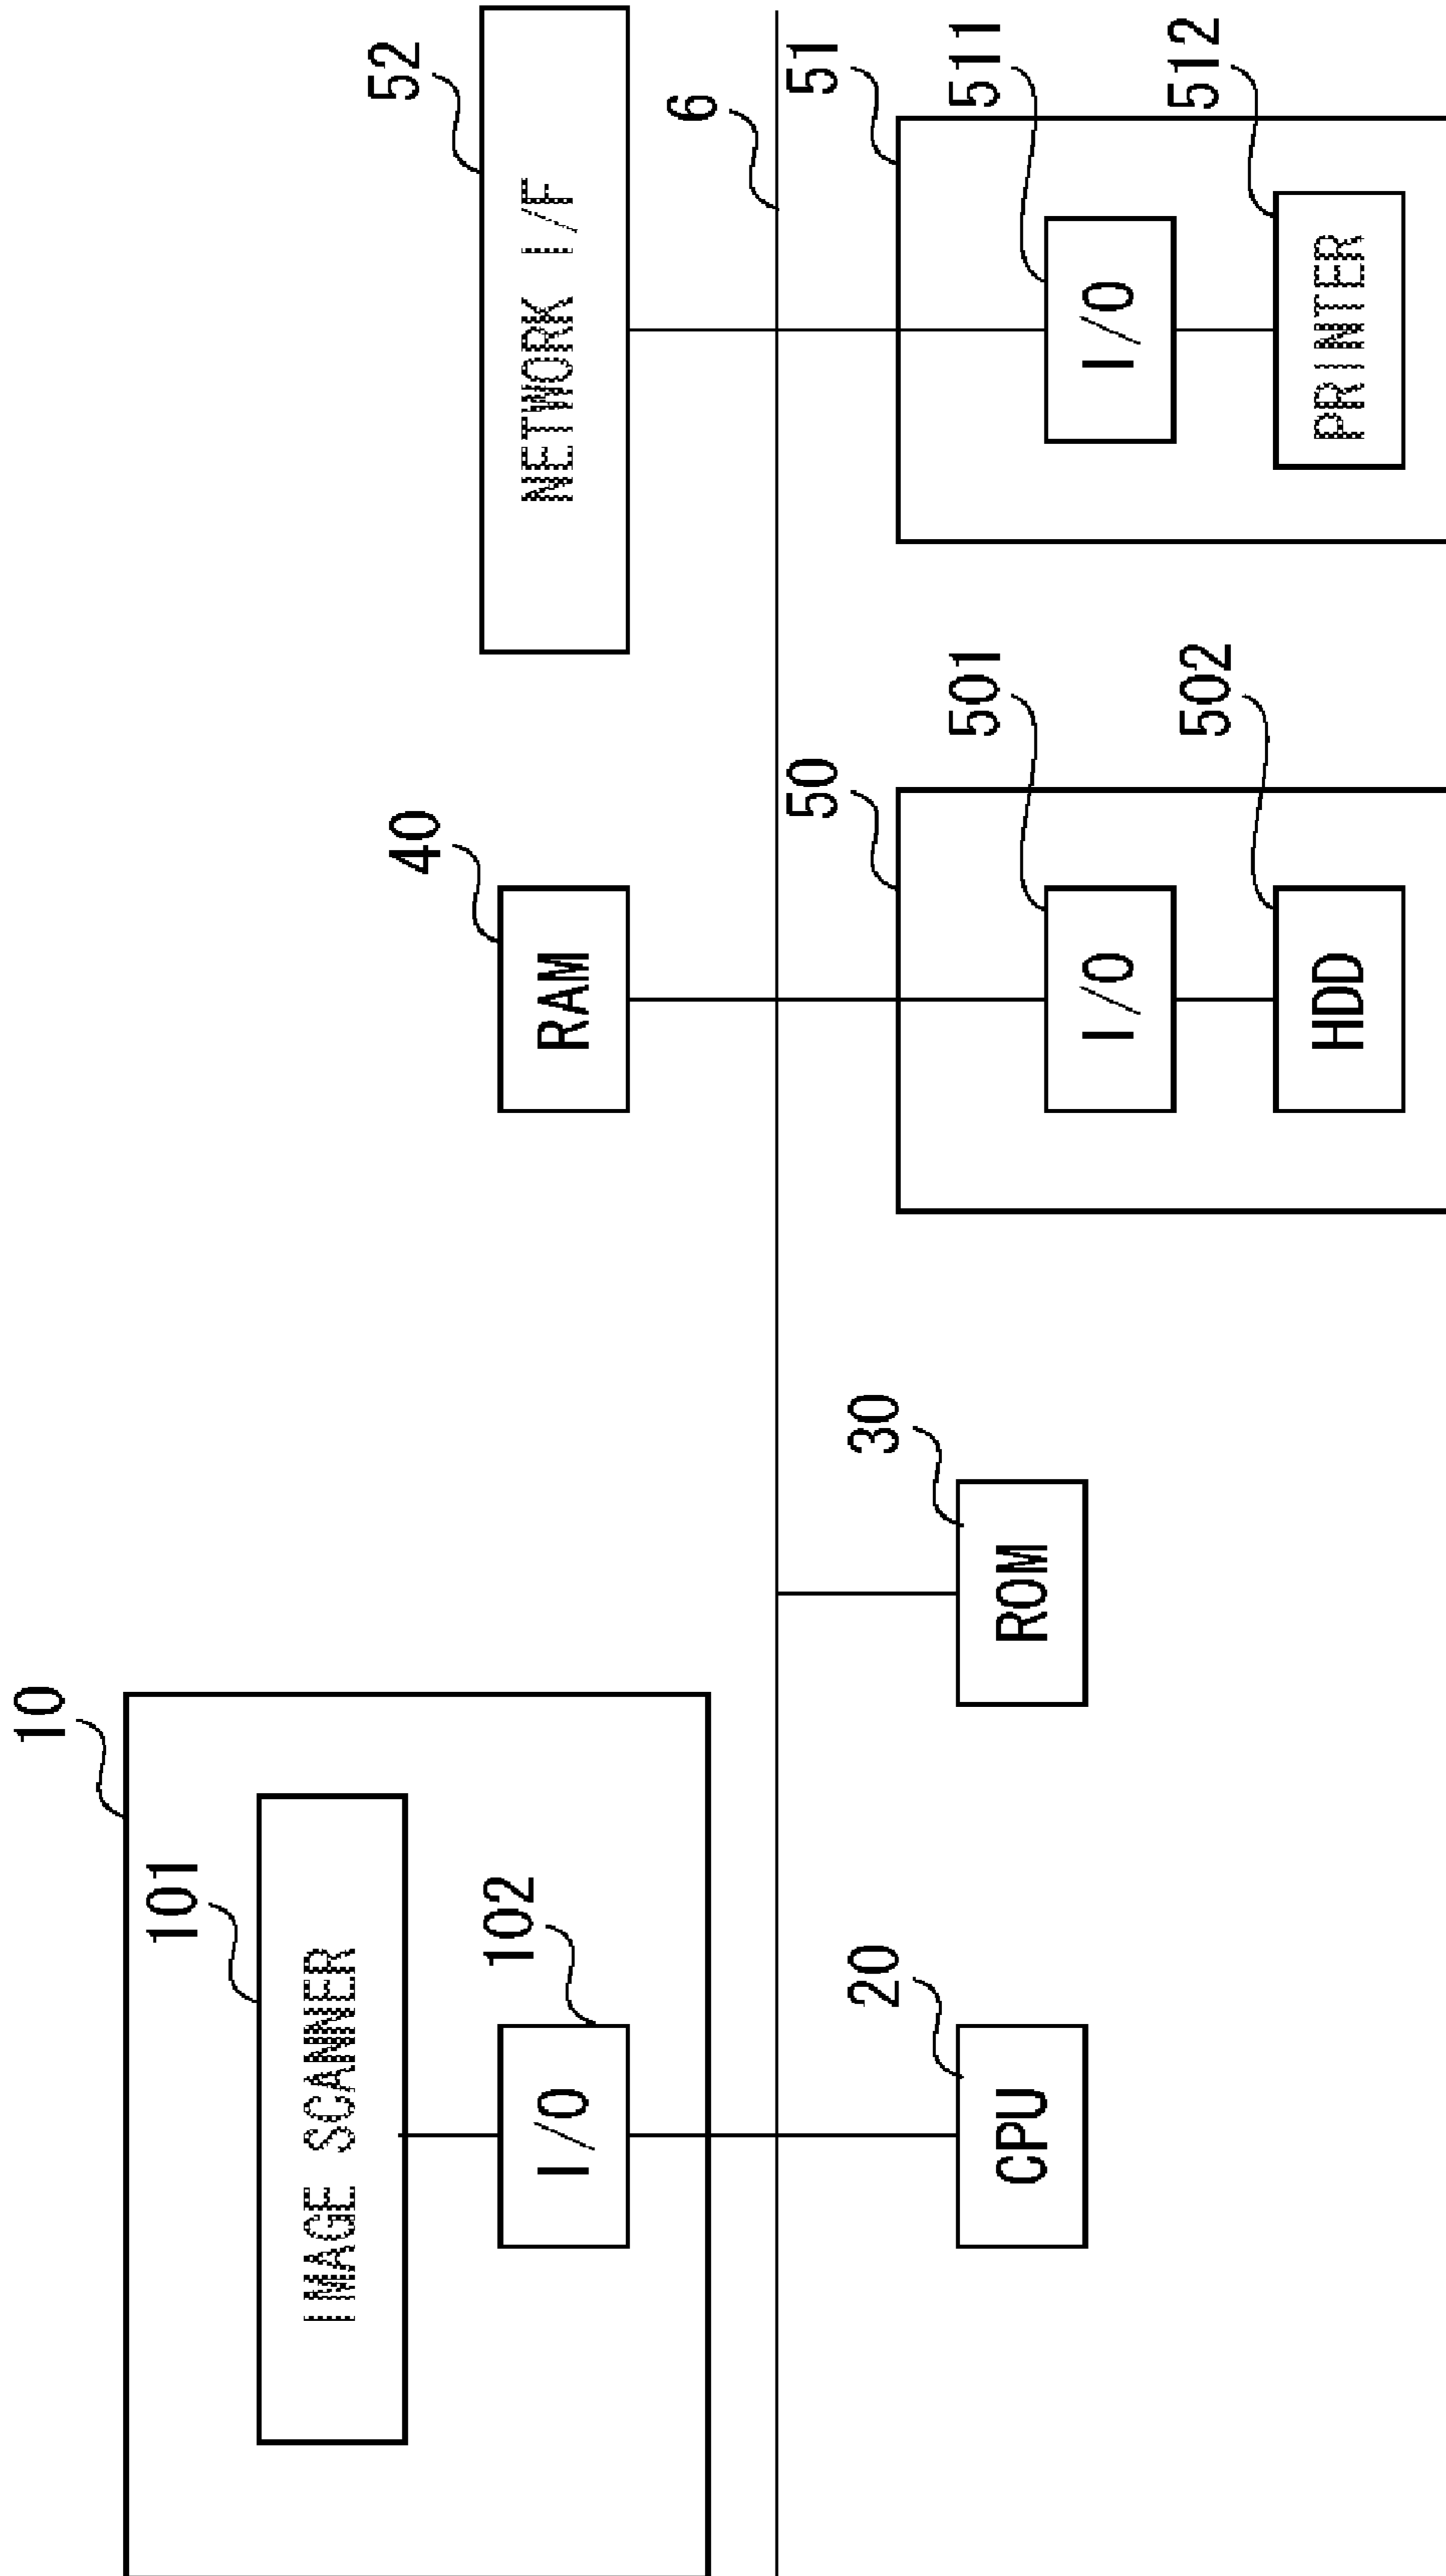 10
101
IMAGE SCANNER
102
I/O
20
CPU
30
ROM
40
RAM
52
NETWORK I/F
6
50
501
I/O
502
HDD
51
511
I/O
512
PRINTER